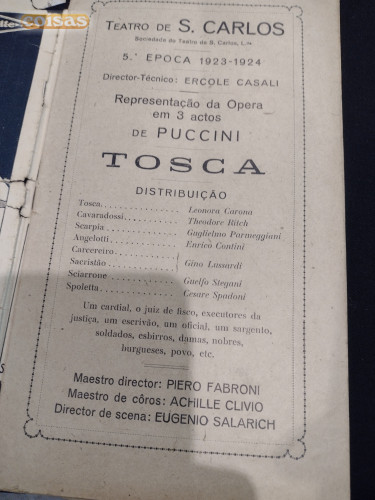 coisas
TEATRO DE S. CARLOS
Sociedade do Teatro de S. Carlos, L.da
5.ª EPOCA 1923-1924
Director-Técnico: ERCOLE CASALI
Representação da Opera
em 3 actos
DE PUCCINI
TOSCA
DISTRIBUIÇÃO
Tosca Leonora Carona
Cavaradossi Theodore Ritch
Scarpia Guglielmo Parmeggiani
Angelotti Enrico Contini
Carcereiro
Sacristão Gino Lussardi
Sciarrone Guelfo Stegani
Spoletta Cesare Spadoni
Um cardial, o juiz de fisco, executores da
justiça, um escrivão, um oficial, um sargento,
soldados, esbirros, damas, nobres,
burgueses, povo, etc.
Maestro director: PIERO FABRONI
Maestro de côros: ACHILLE CLIVIO
Director de scena: EUGENIO SALARICH